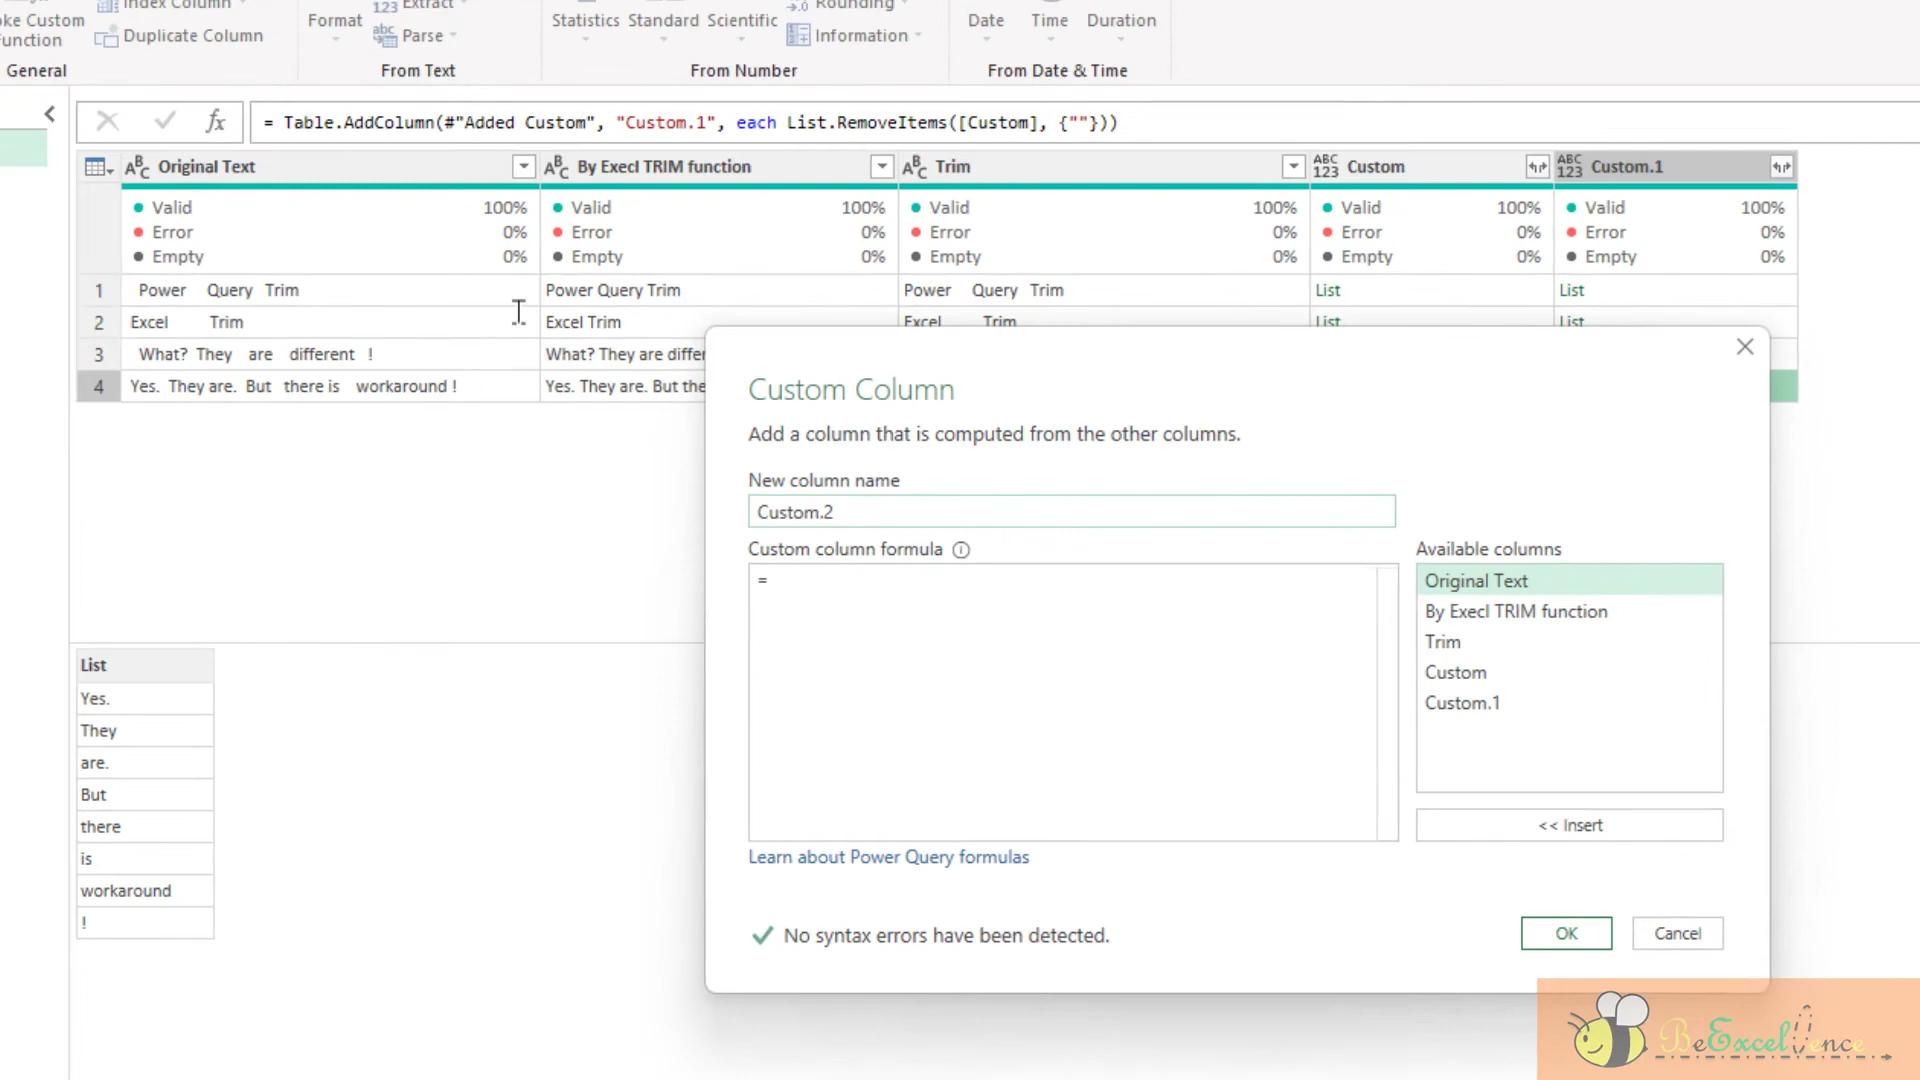 Index Column
Extract
Rounding
oke Custom
Function
Duplicate Column
Format
Parse
Statistics Standard Scientific
Information
Date Time Duration
General
From Text
From Number
From Date & Time
fx = Table.AddColumn(#"Added Custom", "Custom.1", each List.RemoveItems([Custom], {""}))
Original Text By Execl TRIM function Trim Custom Custom.1
Valid 100% Valid 100% Valid 100% Valid 100% Valid 100%
Error 0% Error 0% Error 0% Error 0% Error 0%
Empty 0% Empty 0% Empty 0% Empty 0% Empty 0%
1 Power Query Trim Power Query Trim Power Query Trim List List
2 Excel Trim Excel Trim Excel Trim List List
3 What? They are different ! What? They are differ
4 Yes. They are. But there is workaround ! Yes. They are. But the
Custom Column
Add a column that is computed from the other columns.
New column name
Custom.2
Custom column formula
=
Available columns
Original Text
By Execl TRIM function
Trim
Custom
Custom.1
<< Insert
Learn about Power Query formulas
No syntax errors have been detected.
OK Cancel
List
Yes.
They
are.
But
there
is
workaround
!
BeExcellence